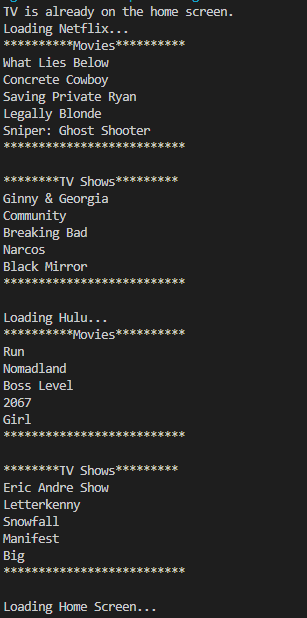 TV is already on the home screen.
Loading Netflix...
**********Movies**********
What Lies Below
Concrete Cowboy
Saving Private Ryan
Legally Blonde
Sniper: Ghost Shooter
**************************

********TV Shows*********
Ginny & Georgia
Community
Breaking Bad
Narcos
Black Mirror
**************************

Loading Hulu...
**********Movies**********
Run
Nomadland
Boss Level
2067
Girl
**************************

********TV Shows*********
Eric Andre Show
Letterkenny
Snowfall
Manifest
Big
**************************

Loading Home Screen...